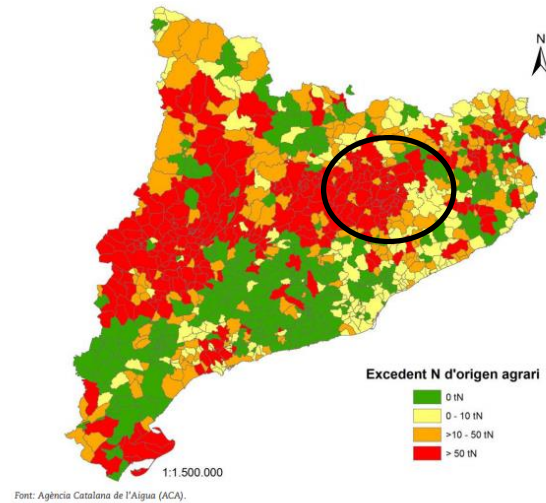 N
Excedent N d'origen agrari
0 tN
0 - 10 tN
>10 - 50 tN
> 50 tN
1:1.500.000
Font: Agència Catalana de l'Aigua (ACA).